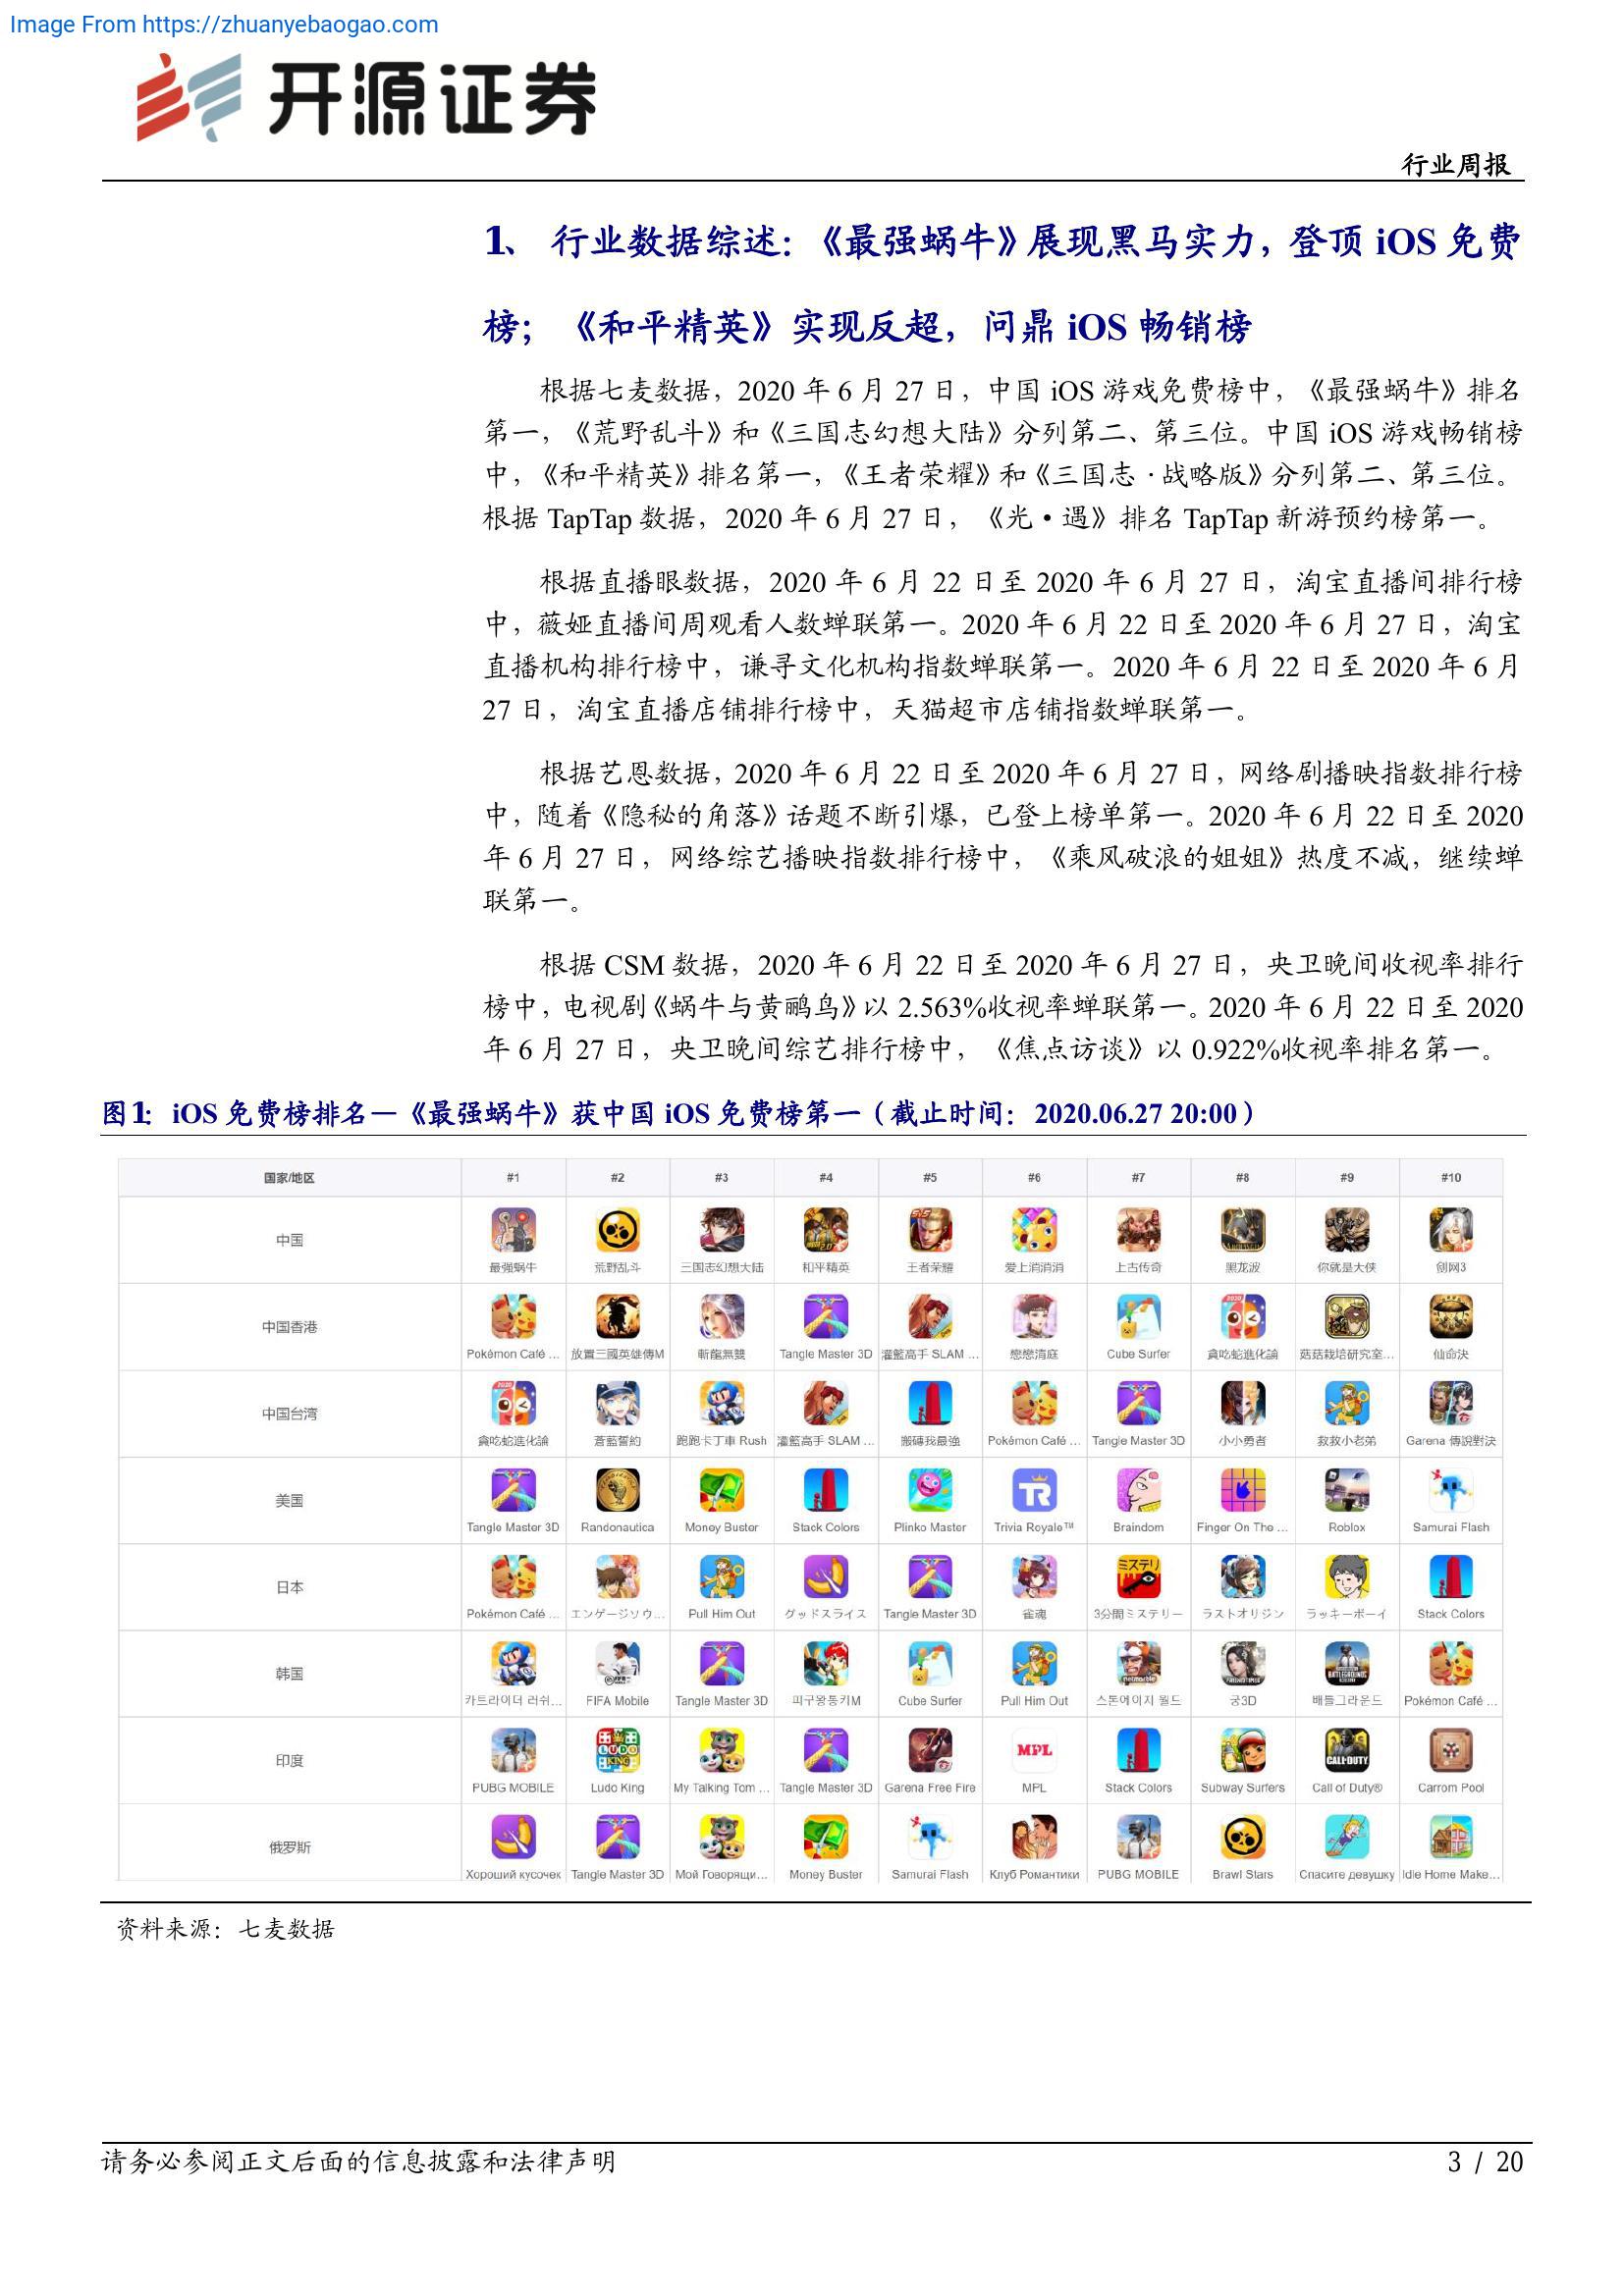 Image From https://zhuanyebaogao.com
开源证券
行业周报
1、 行业数据综述：《最强蜗牛》展现黑马实力，登顶 iOS 免费
榜；《和平精英》实现反超，问鼎 iOS 畅销榜
根据七麦数据，2020 年 6 月 27 日，中国 iOS 游戏免费榜中，《最强蜗牛》排名
第一，《荒野乱斗》和《三国志幻想大陆》分列第二、第三位。中国 iOS 游戏畅销榜
中，《和平精英》排名第一，《王者荣耀》和《三国志·战略版》分列第二、第三位。
根据 TapTap 数据，2020 年 6 月 27 日，《光·遇》排名 TapTap 新游预约榜第一。
根据直播眼数据，2020 年 6 月 22 日至 2020 年 6 月 27 日，淘宝直播间排行榜
中，薇娅直播间周观看人数蝉联第一。2020 年 6 月 22 日至 2020 年 6 月 27 日，淘宝
直播机构排行榜中，谦寻文化机构指数蝉联第一。2020 年 6 月 22 日至 2020 年 6 月
27 日，淘宝直播店铺排行榜中，天猫超市店铺指数蝉联第一。
根据艺恩数据，2020 年 6 月 22 日至 2020 年 6 月 27 日，网络剧播映指数排行榜
中，随着《隐秘的角落》话题不断引爆，已登上榜单第一。2020 年 6 月 22 日至 2020
年 6 月 27 日，网络综艺播映指数排行榜中，《乘风破浪的姐姐》热度不减，继续蝉
联第一。
根据 CSM 数据，2020 年 6 月 22 日至 2020 年 6 月 27 日，央卫晚间收视率排行
榜中，电视剧《蜗牛与黄鹂鸟》以 2.563%收视率蝉联第一。2020 年 6 月 22 日至 2020
年 6 月 27 日，央卫晚间综艺排行榜中，《焦点访谈》以 0.922%收视率排名第一。
图1： iOS 免费榜排名—《最强蜗牛》获中国 iOS 免费榜第一（截止时间：2020.06.27 20:00）
国家/地区 #1 #2 #3 #4 #5 #6 #7 #8 #9 #10
中国 最强蜗牛 荒野乱斗 三国志幻想大陆 和平精英 王者荣耀 爱上消消消 上古传奇 黑龙波 你就是大侠 剑网3
中国香港 Pokémon Café ... 放置三國英雄傳M 斬龍無雙 Tangle Master 3D 灌籃高手 SLAM ... 戀戀清庭 Cube Surfer 貪吃蛇進化論 菇菇栽培研究室... 仙命決
中国台湾 貪吃蛇進化論 蒼藍誓約 跑跑卡丁車 Rush 灌籃高手 SLAM ... 搬磚我最強 Pokémon Café ... Tangle Master 3D 小小勇者 救救小老弟 Garena 傳說對決
美国 Tangle Master 3D Randonautica Money Buster Stack Colors Plinko Master Trivia Royale™ Braindom Finger On The ... Roblox Samurai Flash
日本 Pokémon Café ... エンゲージソウ... Pull Him Out グッドスライス Tangle Master 3D 雀魂 3分間ミステリー ラストオリジン ラッキーボーイ Stack Colors
韩国 카트라이더 러쉬... FIFA Mobile Tangle Master 3D 피구왕통키M Cube Surfer Pull Him Out 스톤에이지 월드 궁3D 배틀그라운드 Pokémon Café ...
印度 PUBG MOBILE Ludo King My Talking Tom ... Tangle Master 3D Garena Free Fire MPL Stack Colors Subway Surfers Call of Duty® Carrom Pool
俄罗斯 Хороший кусочек Tangle Master 3D Мой Говорящи... Money Buster Samurai Flash Клуб Романтики PUBG MOBILE Brawl Stars Спасите девушку Idle Home Make...
资料来源：七麦数据
请务必参阅正文后面的信息披露和法律声明
3 / 20